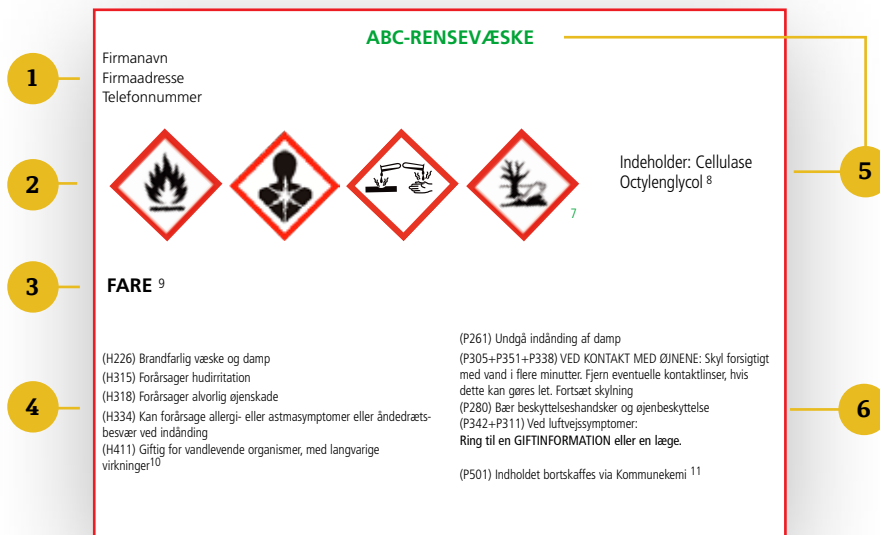 ABC-RENSEVÆSKE
1
Firmanavn
Firmaadresse
Telefonnummer
2
7
Indeholder: Cellulase
Octylenglycol 8
5
3
FARE 9
4
(H226) Brandfarlig væske og damp
(H315) Forårsager hudirritation
(H318) Forårsager alvorlig øjenskade
(H334) Kan forårsage allergi- eller astmasymptomer eller åndedræts-
besvær ved indånding
(H411) Giftig for vandlevende organismer, med langvarige
virkninger10
(P261) Undgå indånding af damp
(P305+P351+P338) VED KONTAKT MED ØJNENE: Skyl forsigtigt
med vand i flere minutter. Fjern eventuelle kontaktlinser, hvis
dette kan gøres let. Fortsæt skylning
(P280) Bær beskyttelseshandsker og øjenbeskyttelse
(P342+P311) Ved luftvejssymptomer:
Ring til en GIFTINFORMATION eller en læge.
(P501) Indholdet bortskaffes via Kommunekemi 11
6